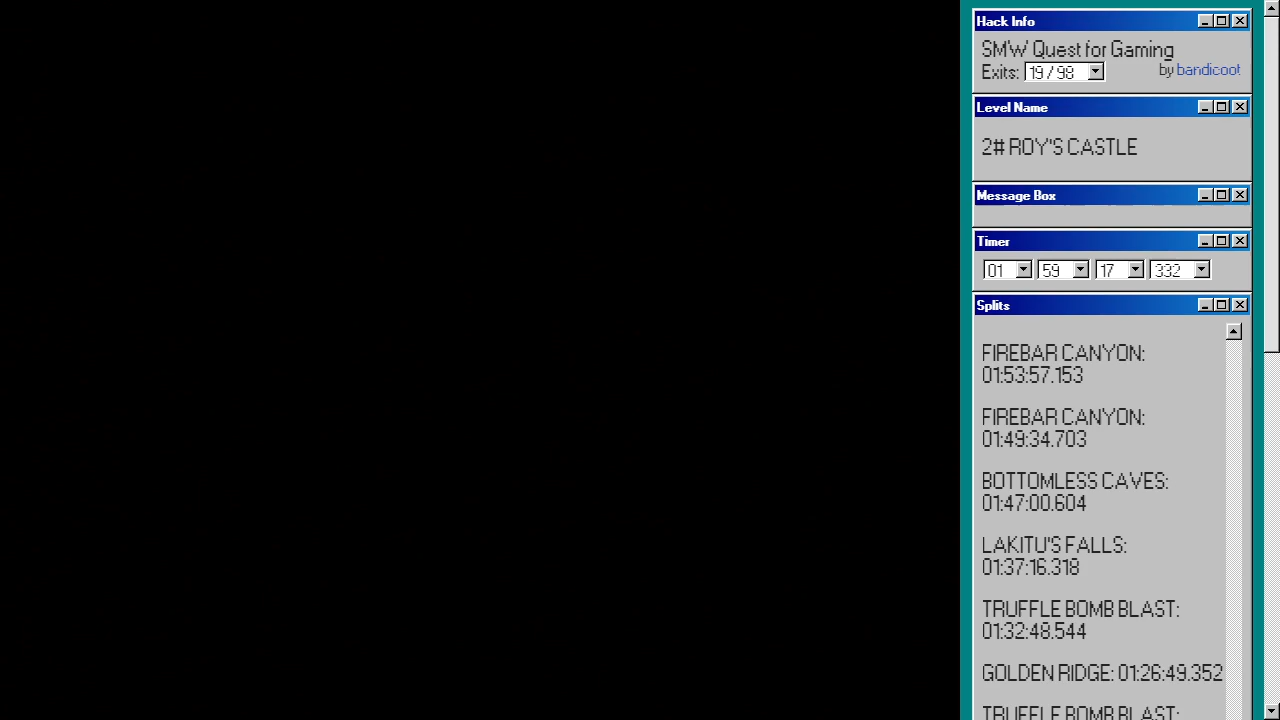 Hack Info
SMW Quest for Gaming
Exits: 19 / 98
by bandicoot
Level Name
2# ROY'S CASTLE
Message Box
Timer
01 59 17 332
Splits
FIREBAR CANYON:
01:53:57.153
FIREBAR CANYON:
01:49:34.703
BOTTOMLESS CAVES:
01:47:00.604
LAKITU'S FALLS:
01:37:16.318
TRUFFLE BOMB BLAST:
01:32:48.544
GOLDEN RIDGE: 01:26:49.352
TRUFFLE BOMB BLAST: